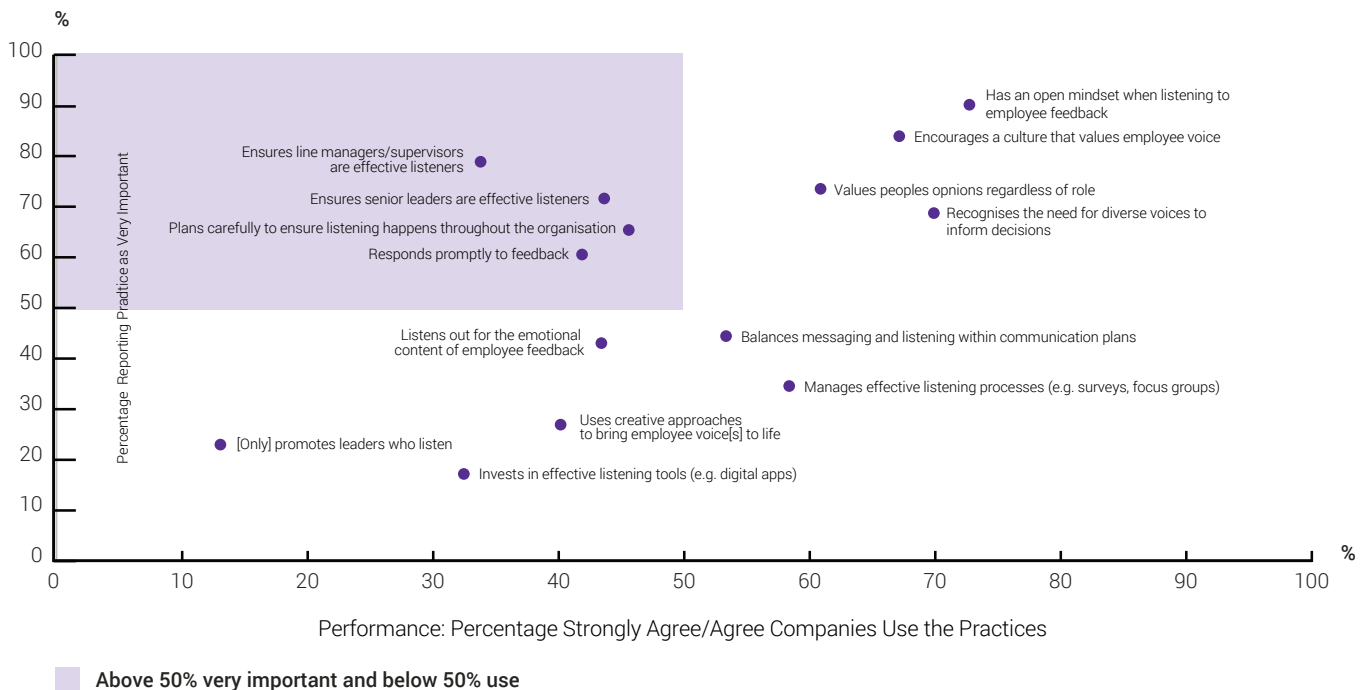 %
100
90
80
70
60
50
40
30
20
10
0
Percentage Reporting Pradtice as Very Important
Has an open mindset when listening to
employee feedback
Encourages a culture that values employee voice
Ensures line managers/supervisors
are effective listeners
Values peoples opnions regardless of role
Ensures senior leaders are effective listeners
Recognises the need for diverse voices to
inform decisions
Plans carefully to ensure listening happens throughout the organisation
Responds promptly to feedback
Listens out for the emotional
content of employee feedback
Balances messaging and listening within communication plans
Manages effective listening processes (e.g. surveys, focus groups)
Uses creative approaches
to bring employee voice[s] to life
[Only] promotes leaders who listen
Invests in effective listening tools (e.g. digital apps)
%
0 10 20 30 40 50 60 70 80 90 100
Performance: Percentage Strongly Agree/Agree Companies Use the Practices
Above 50% very important and below 50% use